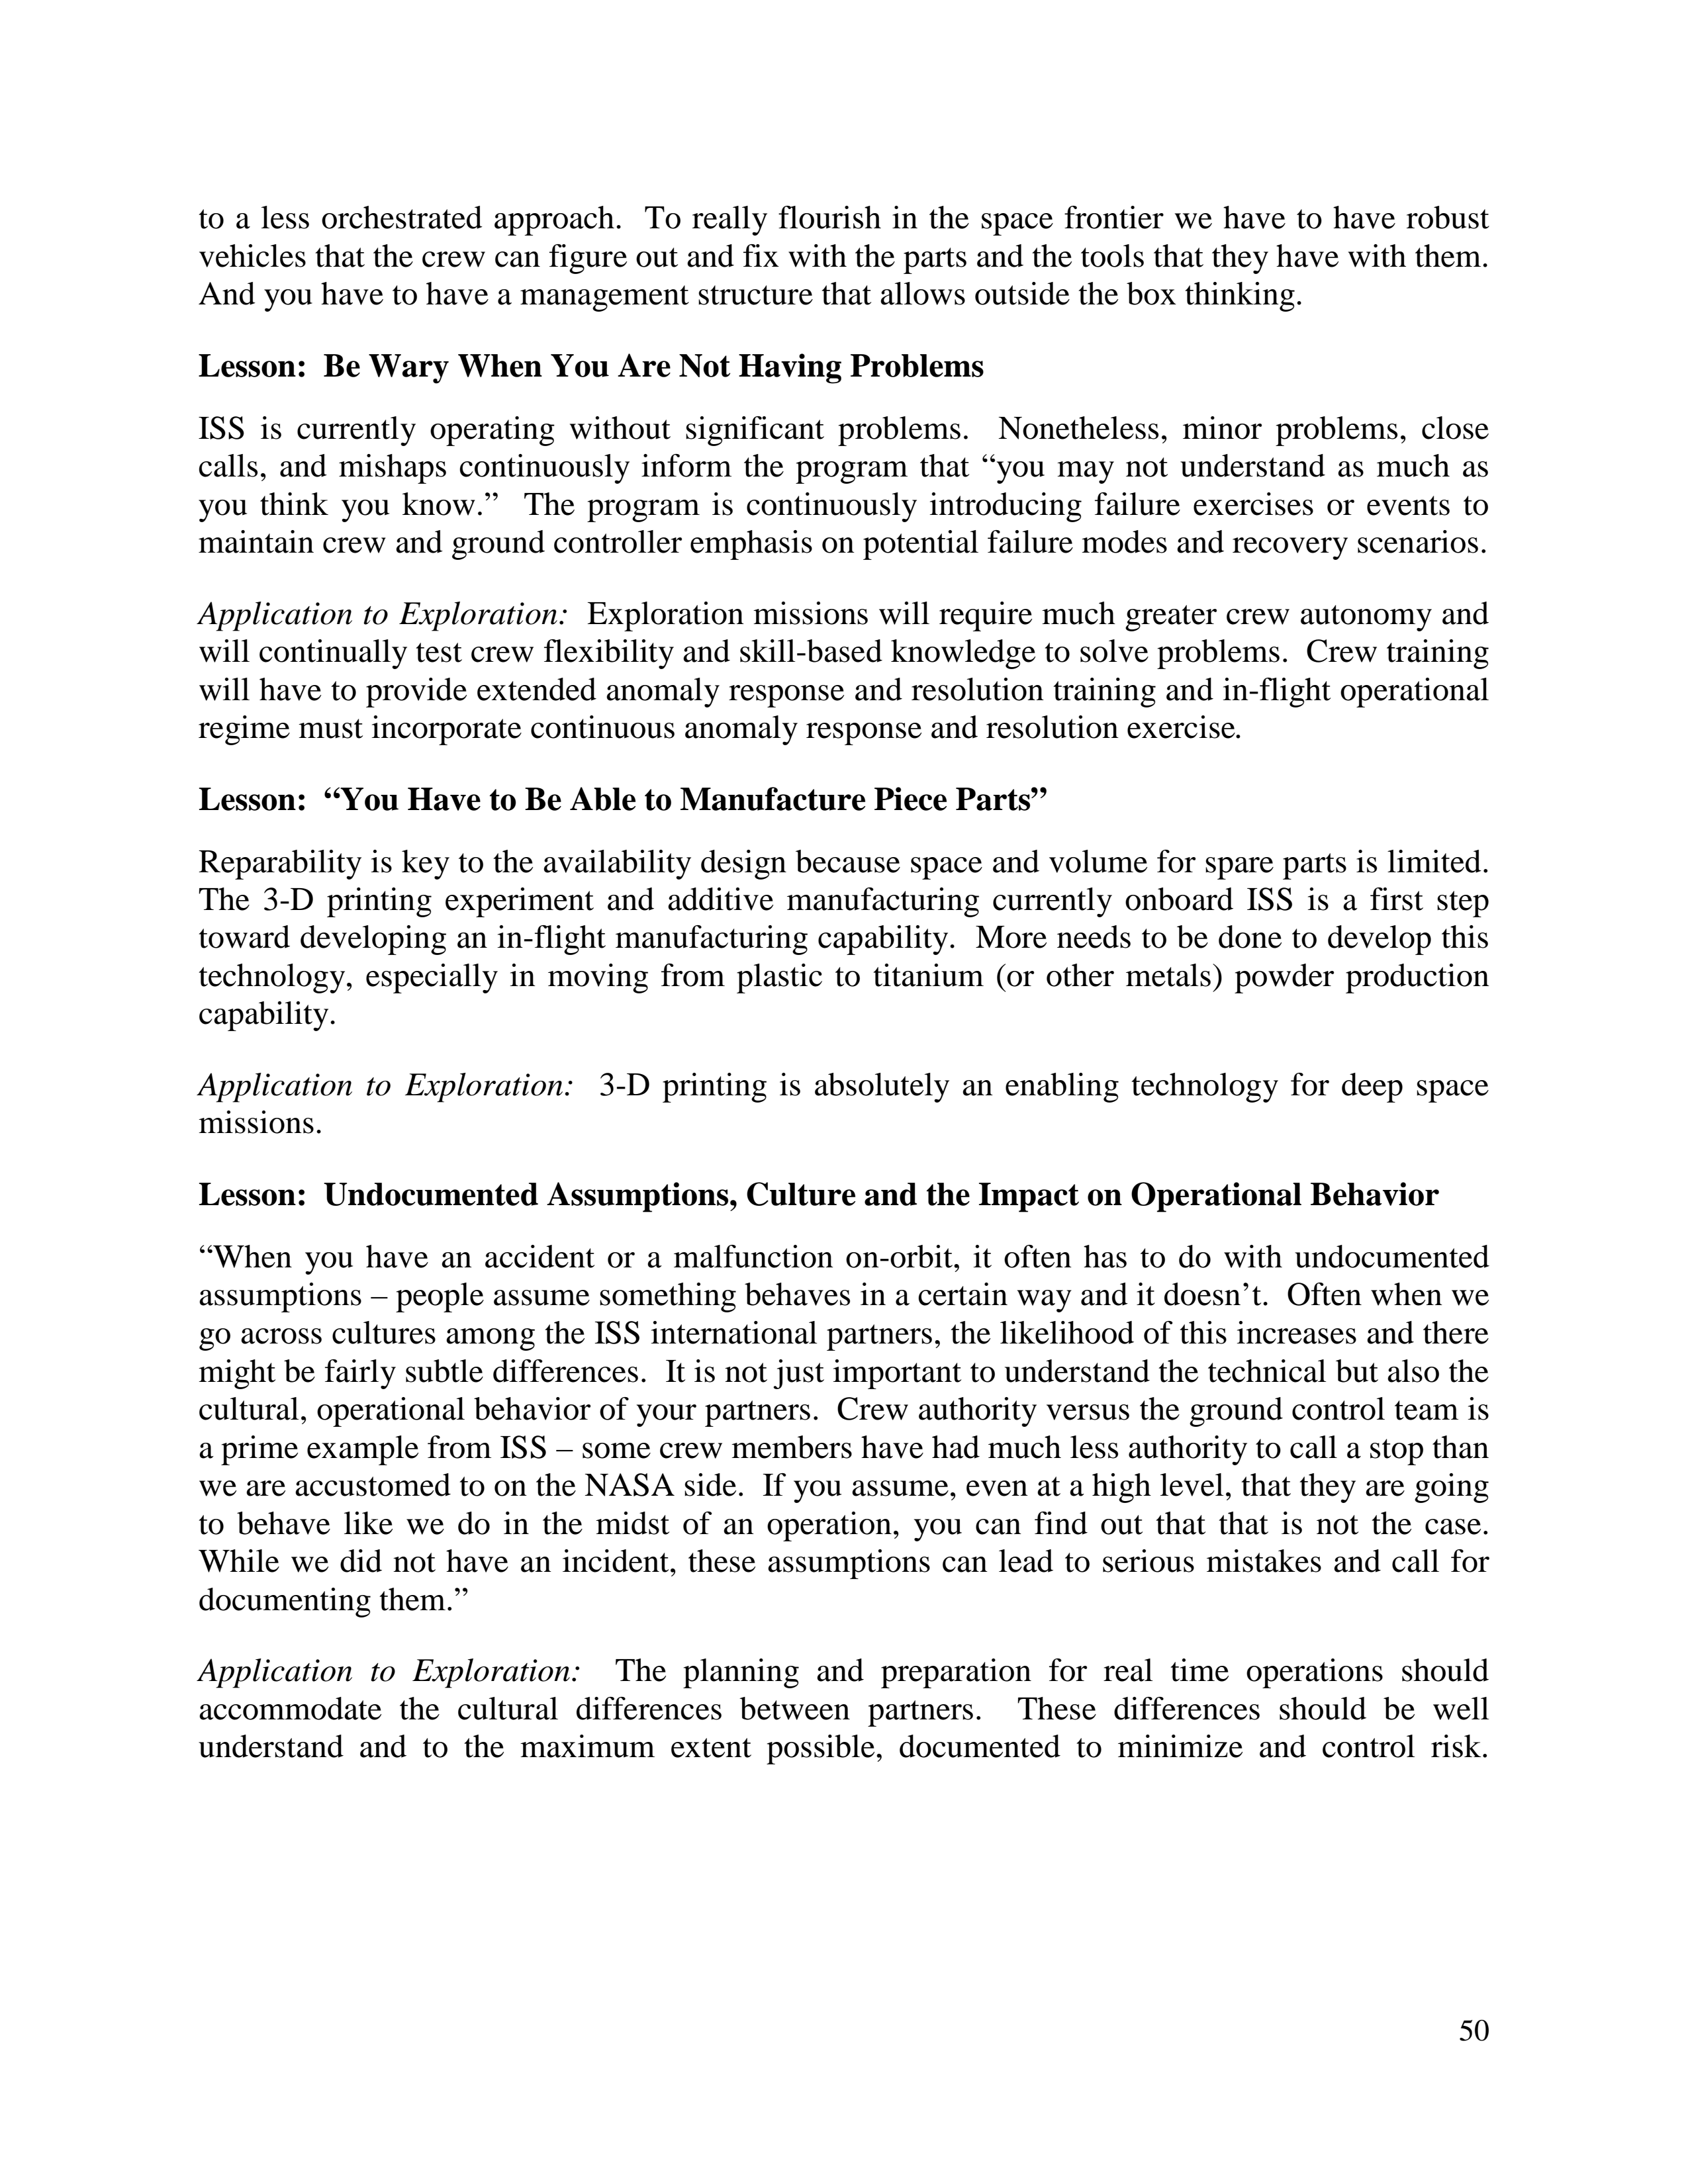 to a less orchestrated approach.  To really flourish in the space frontier we have to have robust
vehicles that the crew can figure out and fix with the parts and the tools that they have with them.
And you have to have a management structure that allows outside the box thinking.
Lesson:  Be Wary When You Are Not Having Problems
ISS is currently operating without significant problems.  Nonetheless, minor problems, close
calls, and mishaps continuously inform the program that “you may not understand as much as
you think you know.”  The program is continuously introducing failure exercises or events to
maintain crew and ground controller emphasis on potential failure modes and recovery scenarios.
Application to Exploration:  Exploration missions will require much greater crew autonomy and
will continually test crew flexibility and skill-based knowledge to solve problems.  Crew training
will have to provide extended anomaly response and resolution training and in-flight operational
regime must incorporate continuous anomaly response and resolution exercise.
Lesson:  “You Have to Be Able to Manufacture Piece Parts”
Reparability is key to the availability design because space and volume for spare parts is limited.
The 3-D printing experiment and additive manufacturing currently onboard ISS is a first step
toward developing an in-flight manufacturing capability.  More needs to be done to develop this
technology, especially in moving from plastic to titanium (or other metals) powder production
capability.
Application to Exploration:  3-D printing is absolutely an enabling technology for deep space
missions.
Lesson:  Undocumented Assumptions, Culture and the Impact on Operational Behavior
“When you have an accident or a malfunction on-orbit, it often has to do with undocumented
assumptions – people assume something behaves in a certain way and it doesn’t.  Often when we
go across cultures among the ISS international partners, the likelihood of this increases and there
might be fairly subtle differences.  It is not just important to understand the technical but also the
cultural, operational behavior of your partners.  Crew authority versus the ground control team is
a prime example from ISS – some crew members have had much less authority to call a stop than
we are accustomed to on the NASA side.  If you assume, even at a high level, that they are going
to behave like we do in the midst of an operation, you can find out that that is not the case.
While we did not have an incident, these assumptions can lead to serious mistakes and call for
documenting them.”
Application to Exploration:  The planning and preparation for real time operations should
accommodate the cultural differences between partners.  These differences should be well
understand and to the maximum extent possible, documented to minimize and control risk.
50